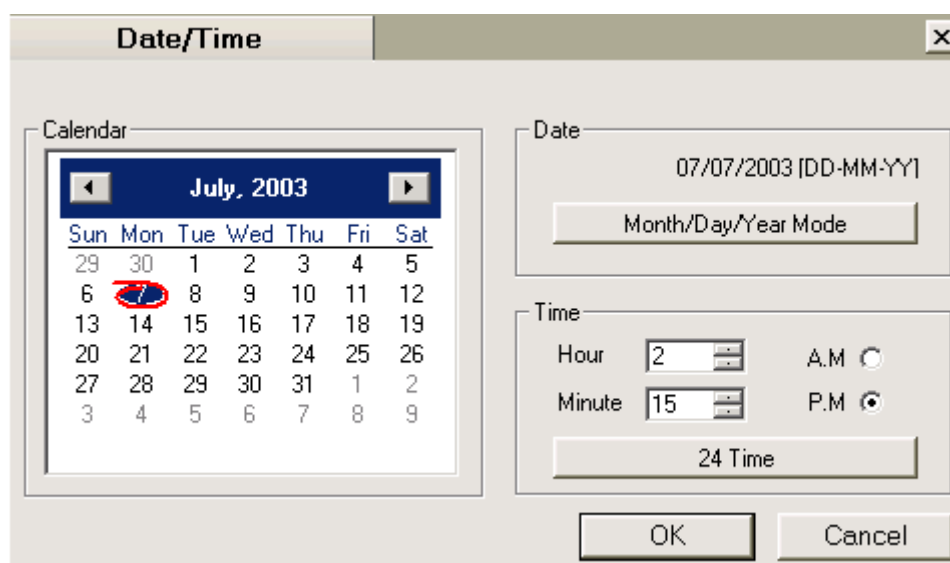 Date/Time
Calendar
July, 2003
Sun Mon Tue Wed Thu Fri Sat
29 30 1 2 3 4 5
6 7 8 9 10 11 12
13 14 15 16 17 18 19
20 21 22 23 24 25 26
27 28 29 30 31 1 2
3 4 5 6 7 8 9
Date
07/07/2003 [DD-MM-YY]
Month/Day/Year Mode
Time
Hour 2 A.M
Minute 15 P.M
24 Time
OK Cancel